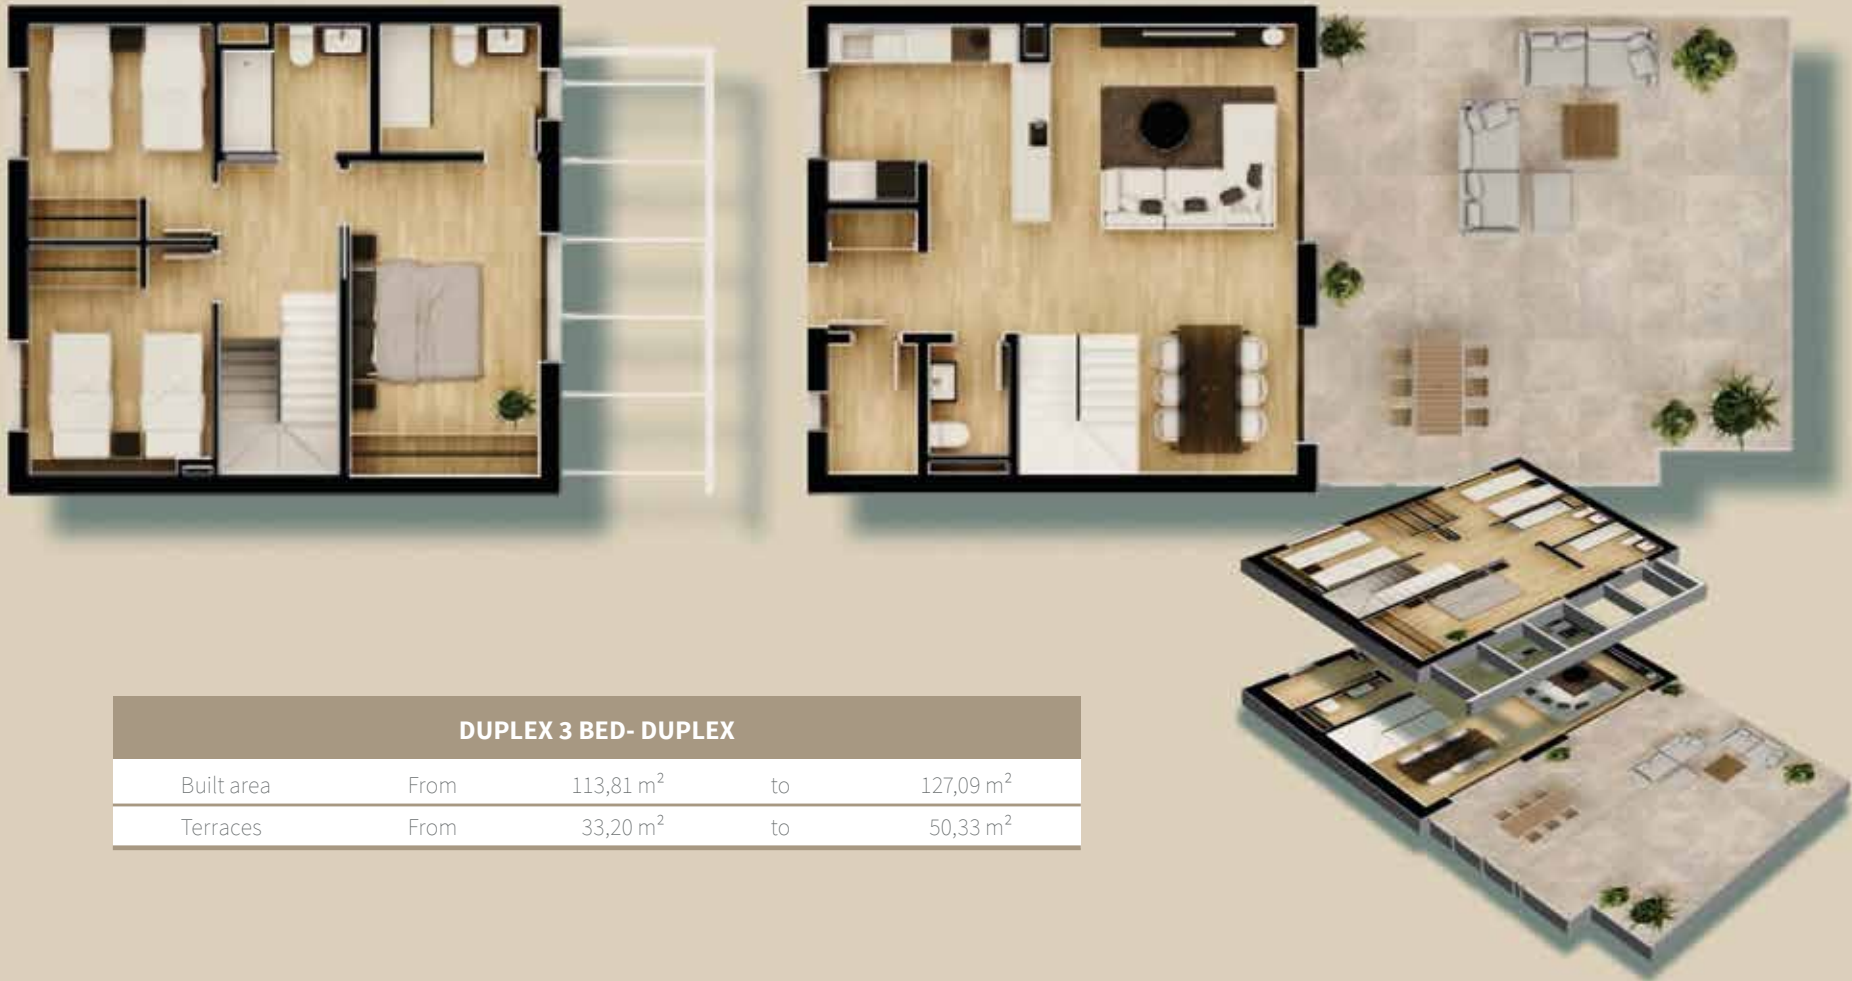 DUPLEX 3 BED- DUPLEX
Built area From 113,81 m² to 127,09 m²
Terraces From 33,20 m² to 50,33 m²